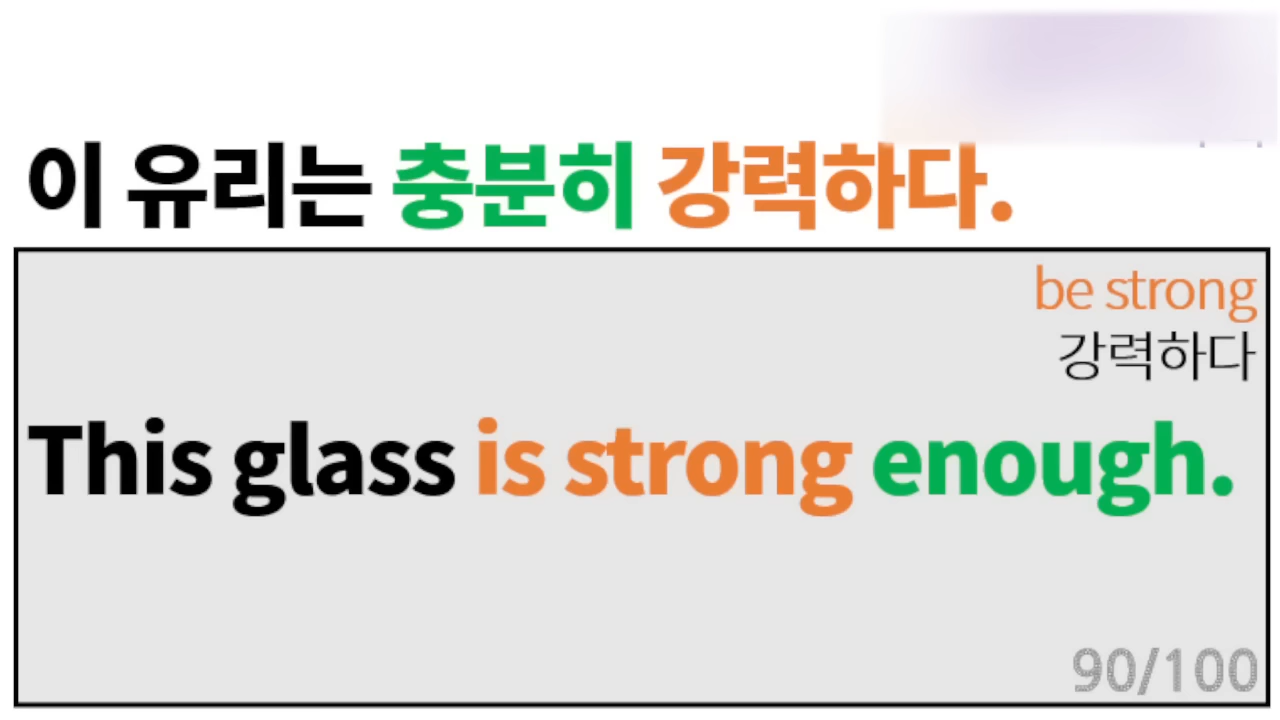 이 유리는 충분히 강력하다.
be strong
강력하다
This glass is strong enough.
90/100